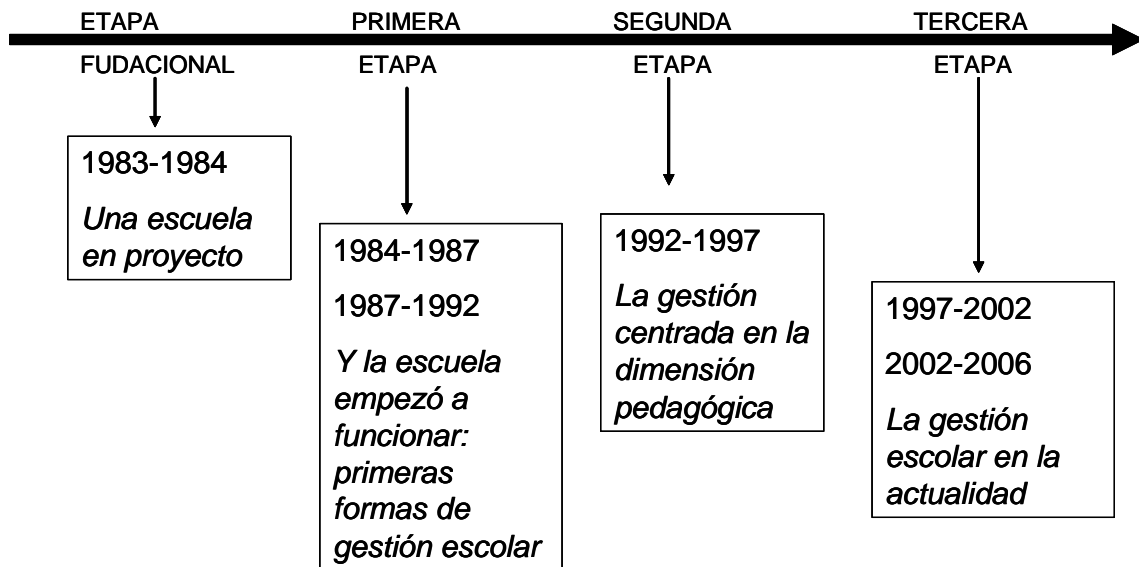 ETAPA
FUDACIONAL
1983-1984
Una escuela
en proyecto
PRIMERA
ETAPA
1984-1987
1987-1992
Y la escuela
empezó a
funcionar:
primeras
formas de
gestión escolar
SEGUNDA
ETAPA
1992-1997
La gestión
centrada en la
dimensión
pedagógica
TERCERA
ETAPA
1997-2002
2002-2006
La gestión
escolar en la
actualidad